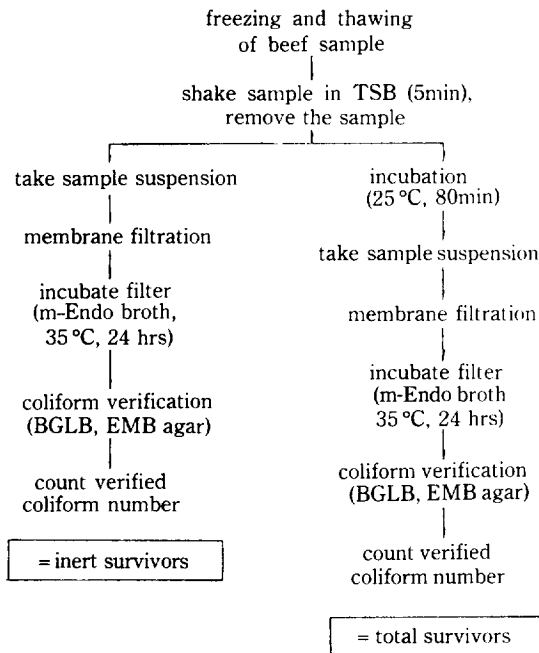 freezing and thawing
of beef sample
shake sample in TSB (5min),
remove the sample
take sample suspension
membrane filtration
incubate filter
(m-Endo broth,
35 °C, 24 hrs)
coliform verification
(BGLB, EMB agar)
count verified
coliform number
= inert survivors
incubation
(25 °C, 80min)
take sample suspension
membrane filtration
incubate filter
(m-Endo broth
35 °C, 24 hrs)
coliform verification
(BGLB, EMB agar)
count verified
coliform number
= total survivors